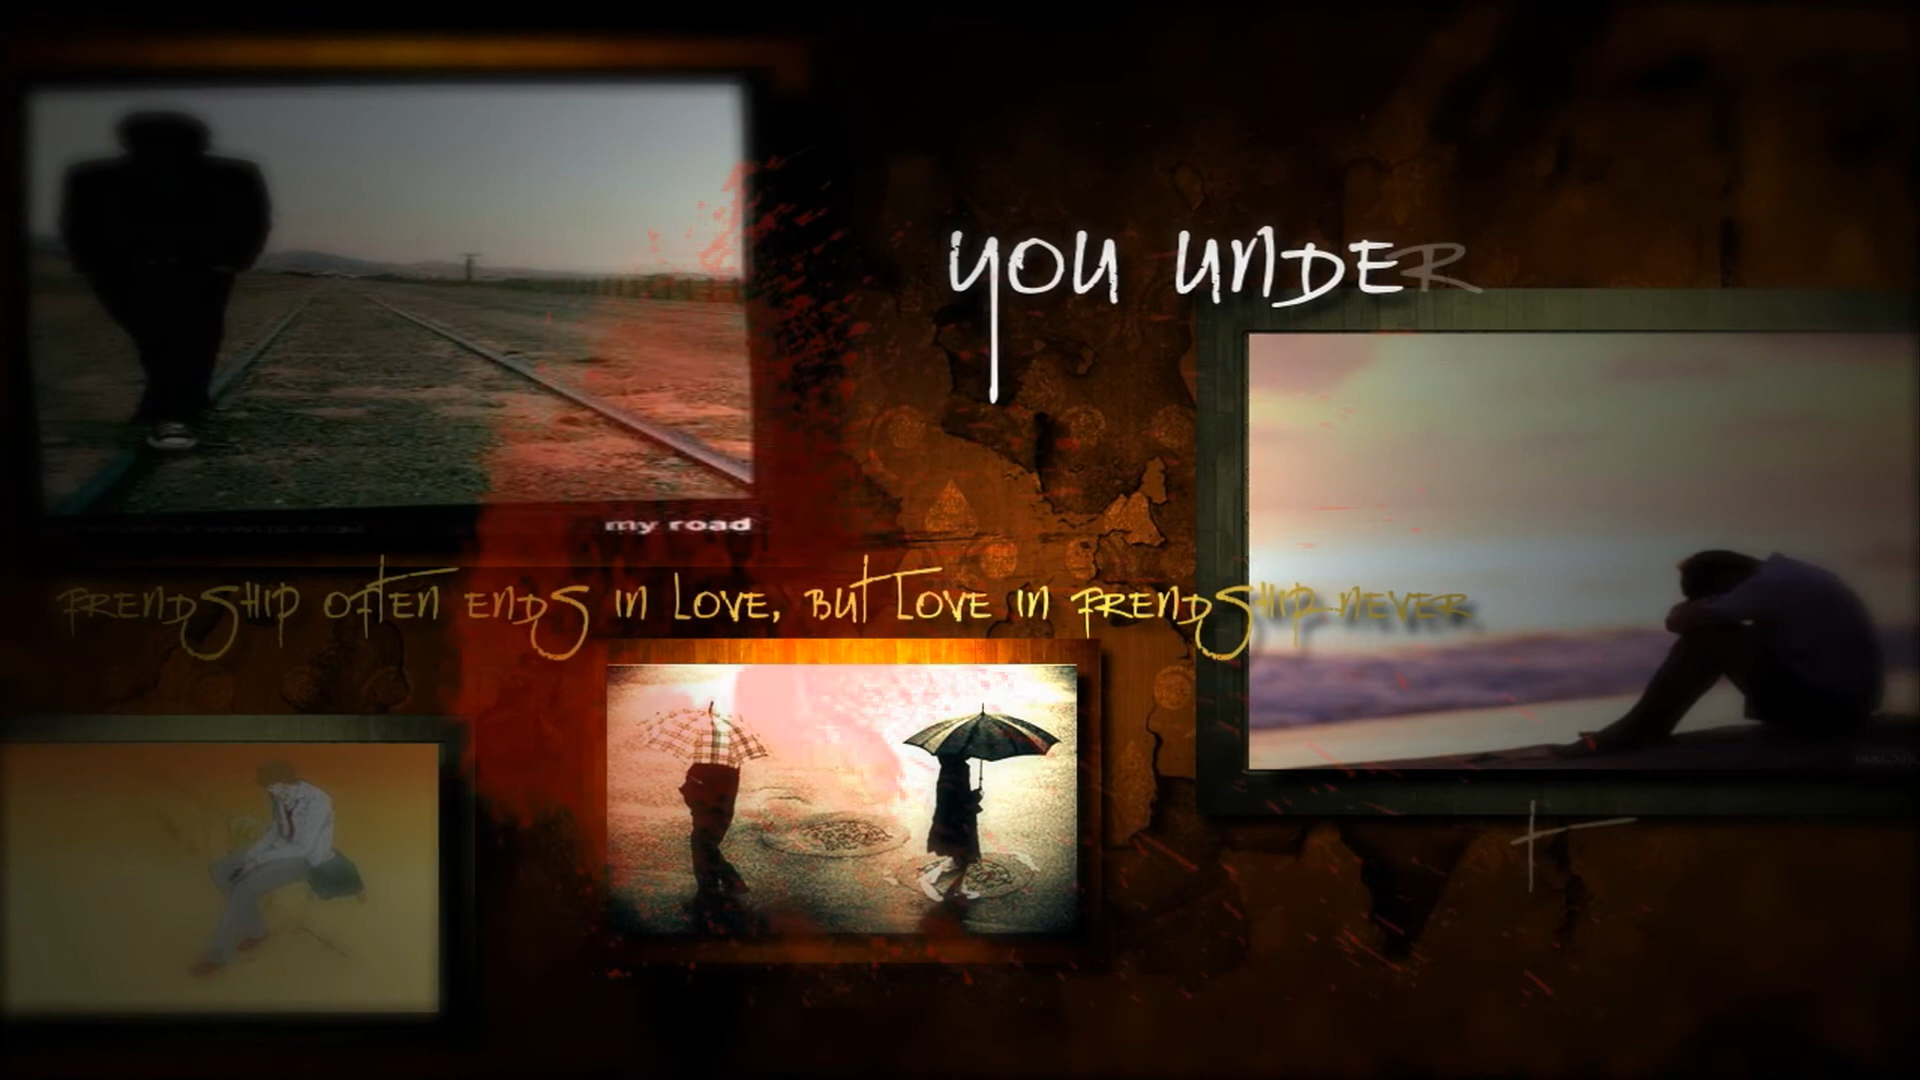 YOU UNDER
my road
FRENDSHIP OFTEN ENDS IN LOVE, BUT LOVE IN FRENDSHIP NEVER
t